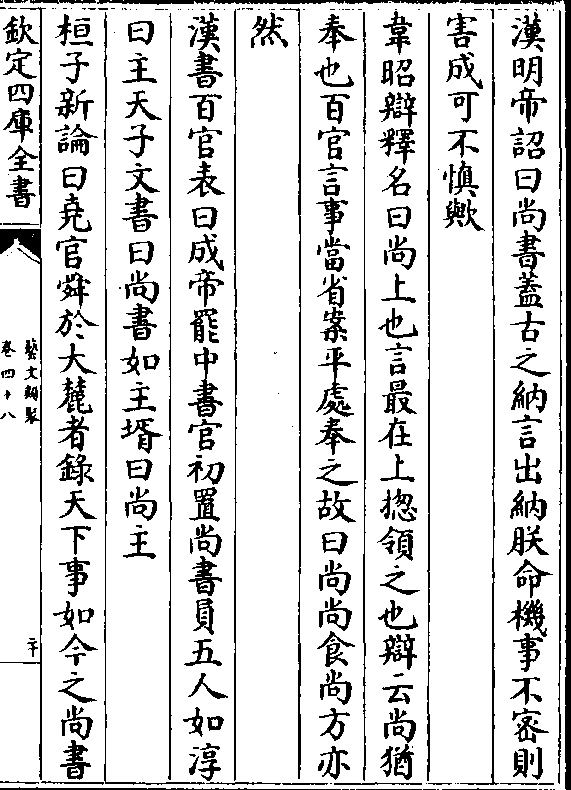 漢明帝詔曰尚書蓋古之納言出納朕命機事不密則
害成可不慎歟
韋昭辯釋名曰尚上也言最在上揔領之也辯云尚猶
奉也百官言事當省案平處奉之故曰尚尚食尚方亦
然
漢書百官表曰成帝罷中書官初置尚書員五人如淳
曰主天子文書曰尚書如主壻曰尚主
桓子新論曰堯官舜於大麓者錄天下事如今之尚書
欽定四庫全書
藝文類聚
卷四十八
二十